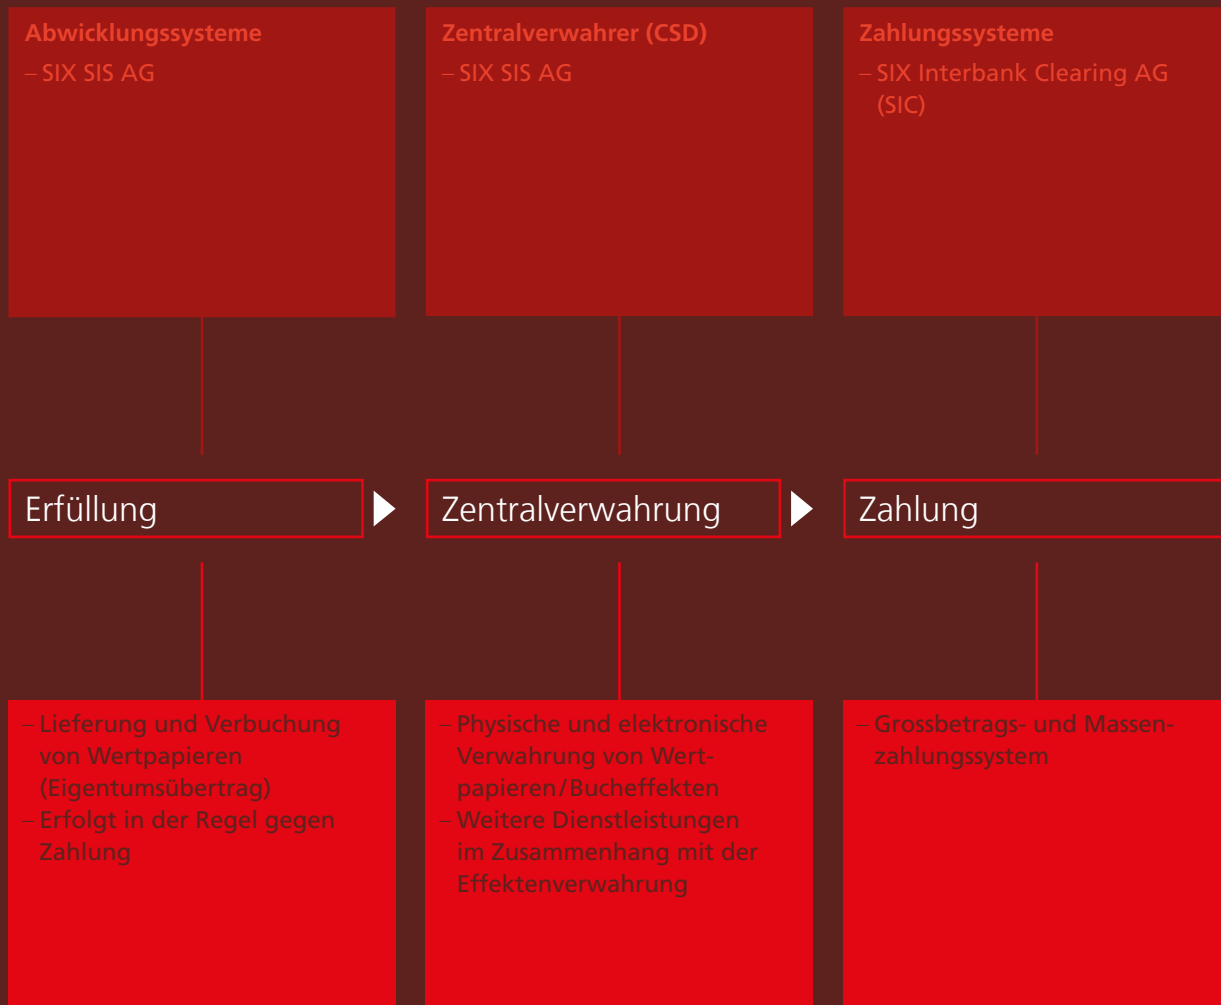 Abwicklungssysteme
– SIX SIS AG
Zentralverwahrer (CSD)
– SIX SIS AG
Zahlungssysteme
– SIX Interbank Clearing AG
(SIC)
Erfüllung
Zentralverwahrung
Zahlung
– Lieferung und Verbuchung
von Wertpapieren
(Eigentumsübertrag)
– Erfolgt in der Regel gegen
Zahlung
– Physische und elektronische
Verwahrung von Wert-
papieren/Bucheffekten
– Weitere Dienstleistungen
im Zusammenhang mit der
Effektenverwahrung
– Grossbetrags- und Massen-
zahlungssystem